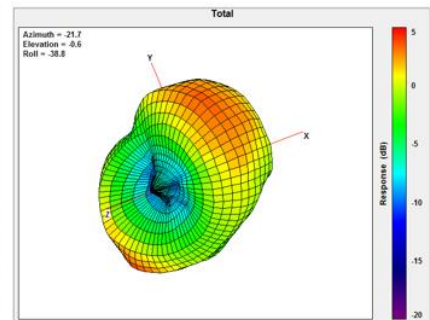 Total
Azimuth = -21.7
Elevation = -0.6
Roll = -38.8
Y
X
Z
5
0
-5
-10
-15
-20
Response (dB)